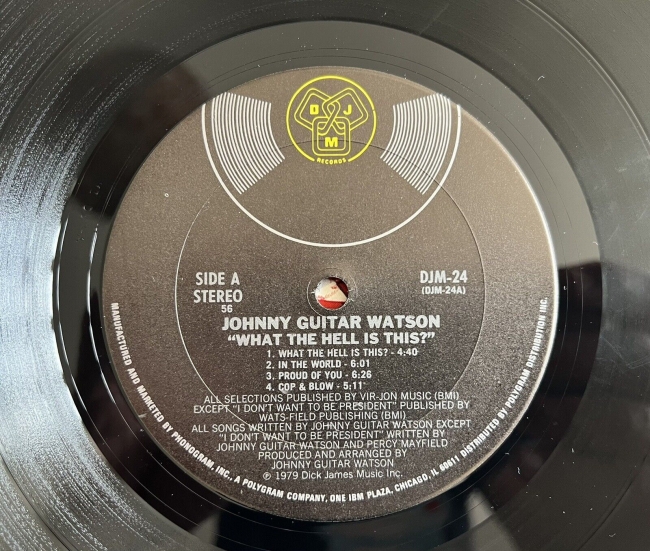 D J
M
RECORDS
SIDE A
STEREO
56
DJM-24
(DJM-24A)
JOHNNY GUITAR WATSON
“WHAT THE HELL IS THIS?”
1. WHAT THE HELL IS THIS? - 4:40
2. IN THE WORLD - 6:01
3. PROUD OF YOU - 6:26
4. COP & BLOW - 5:11
ALL SELECTIONS PUBLISHED BY VIR-JON MUSIC (BMI)
EXCEPT “I DON'T WANT TO BE PRESIDENT” PUBLISHED BY
WATS-FIELD PUBLISHING (BMI)
ALL SONGS WRITTEN BY JOHNNY GUITAR WATSON EXCEPT
“I DON'T WANT TO BE PRESIDENT” WRITTEN BY
JOHNNY GUITAR WATSON AND PERCY MAYFIELD
PRODUCED AND ARRANGED BY
JOHNNY GUITAR WATSON
℗ 1979 Dick James Music Inc.
MANUFACTURED AND MARKETED BY PHONOGRAM, INC., A POLYGRAM COMPANY, ONE IBM PLAZA, CHICAGO, IL 60611 DISTRIBUTED BY POLYGRAM DISTRIBUTION INC.